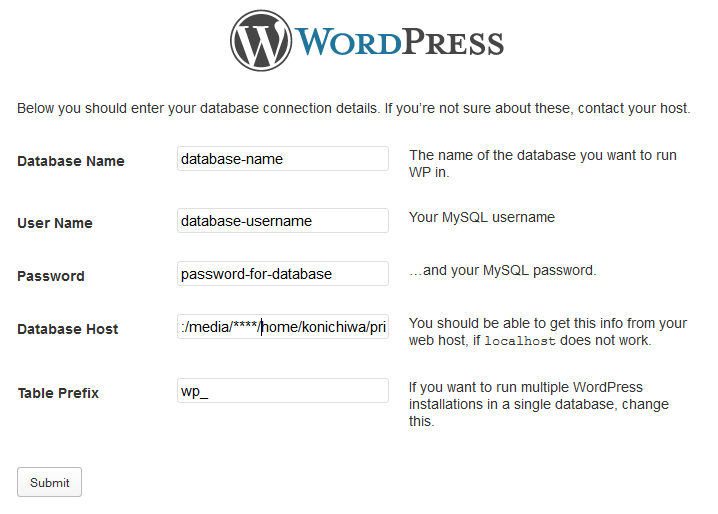 WORDPRESS
Below you should enter your database connection details. If you’re not sure about these, contact your host.
Database Name
database-name
The name of the database you want to run
WP in.
User Name
database-username
Your MySQL username
Password
password-for-database
…and your MySQL password.
Database Host
:/media/****/home/konichiwa/pri
You should be able to get this info from your
web host, if localhost does not work.
Table Prefix
wp_
If you want to run multiple WordPress
installations in a single database, change
this.
Submit